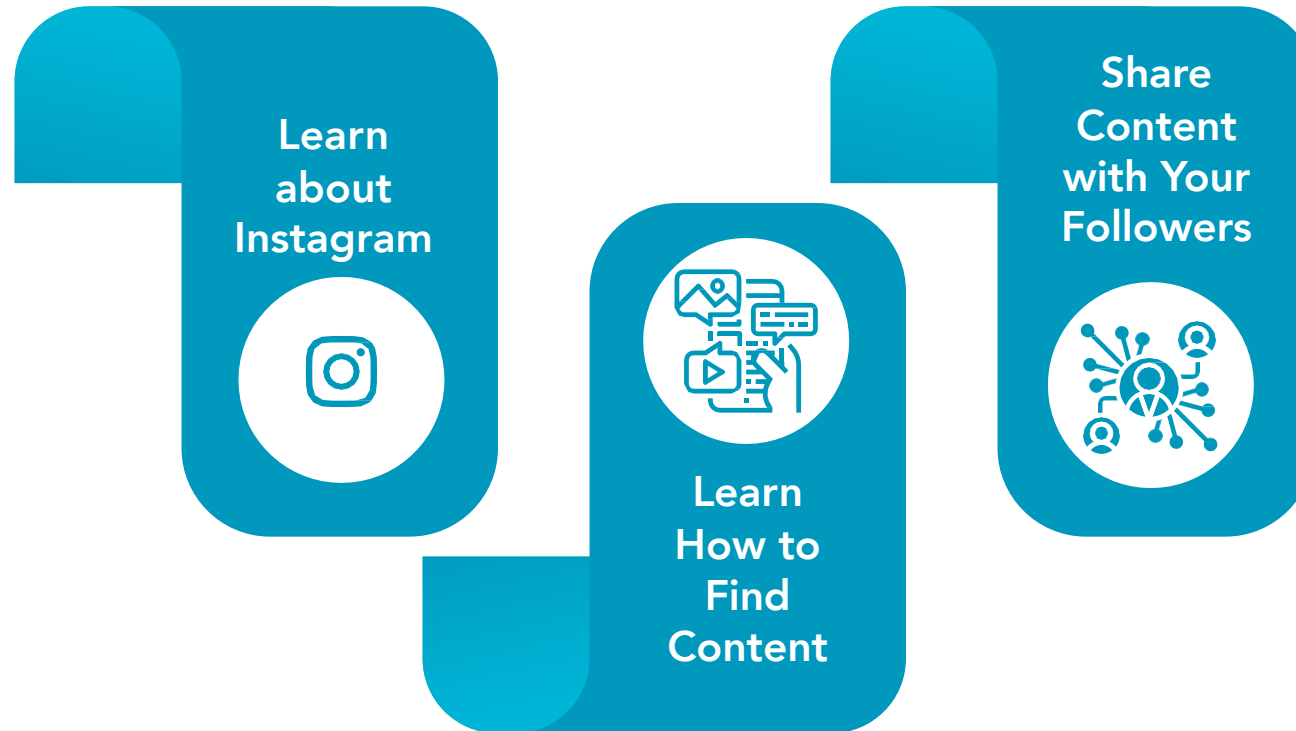 Learn
about
Instagram
Learn
How to
Find
Content
Share
Content
with Your
Followers